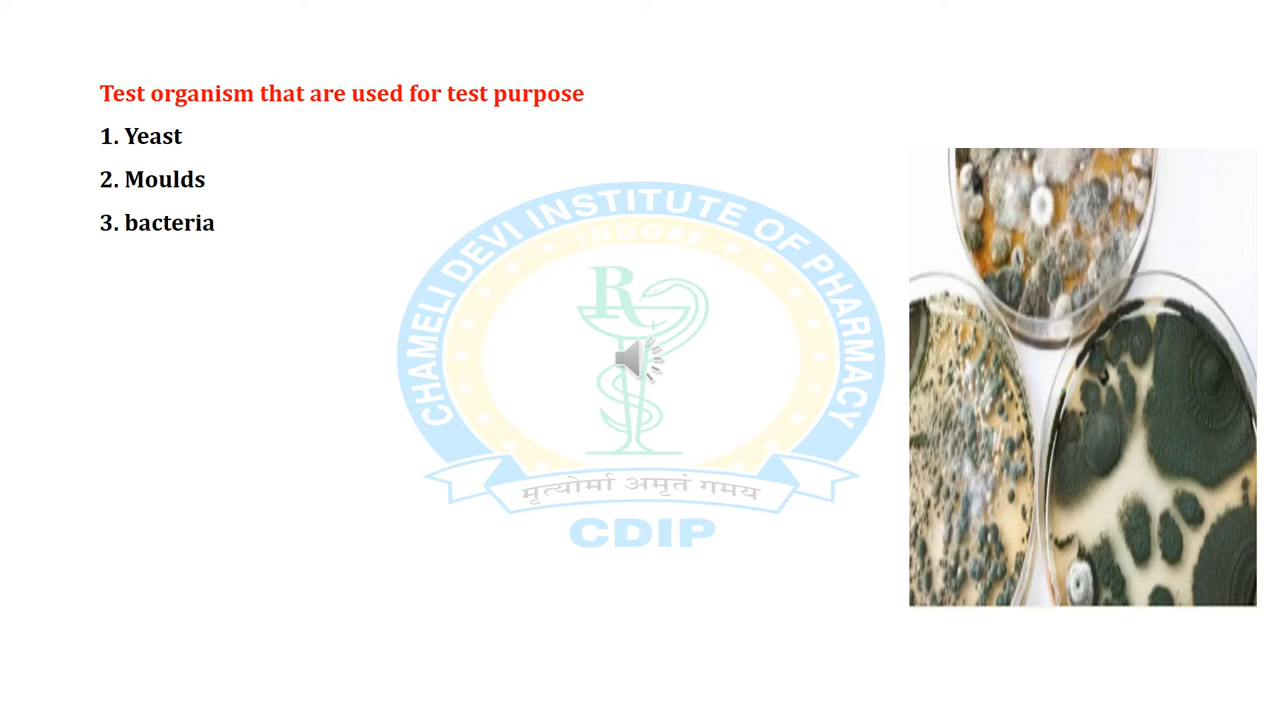 Test organism that are used for test purpose
1. Yeast
2. Moulds
3. bacteria
CHAMELI DEVI INSTITUTE OF PHARMACY
INDORE
R
मृत्योर्मा अमृतं गमय
CDIP